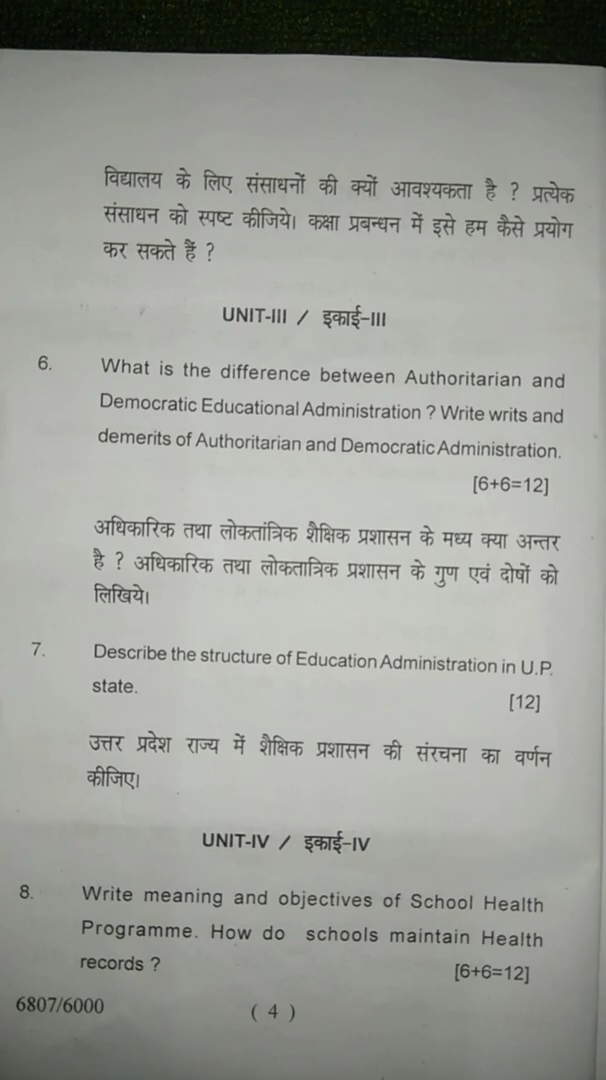 विद्यालय के लिए संसाधनों की क्यों आवश्यकता है ? प्रत्येक
संसाधन को स्पष्ट कीजिये। कक्षा प्रबन्धन में इसे हम कैसे प्रयोग
कर सकते हैं ?
UNIT-III / इकाई-III
6. What is the difference between Authoritarian and
Democratic Educational Administration ? Write writs and
demerits of Authoritarian and Democratic Administration.
[6+6=12]
अधिकारिक तथा लोकतांत्रिक शैक्षिक प्रशासन के मध्य क्या अन्तर
है ? अधिकारिक तथा लोकतात्रिक प्रशासन के गुण एवं दोषों को
लिखिये।
7. Describe the structure of Education Administration in U.P.
state. [12]
उत्तर प्रदेश राज्य में शैक्षिक प्रशासन की संरचना का वर्णन
कीजिए।
UNIT-IV / इकाई-IV
8. Write meaning and objectives of School Health
Programme. How do schools maintain Health
records ? [6+6=12]
6807/6000 ( 4 )